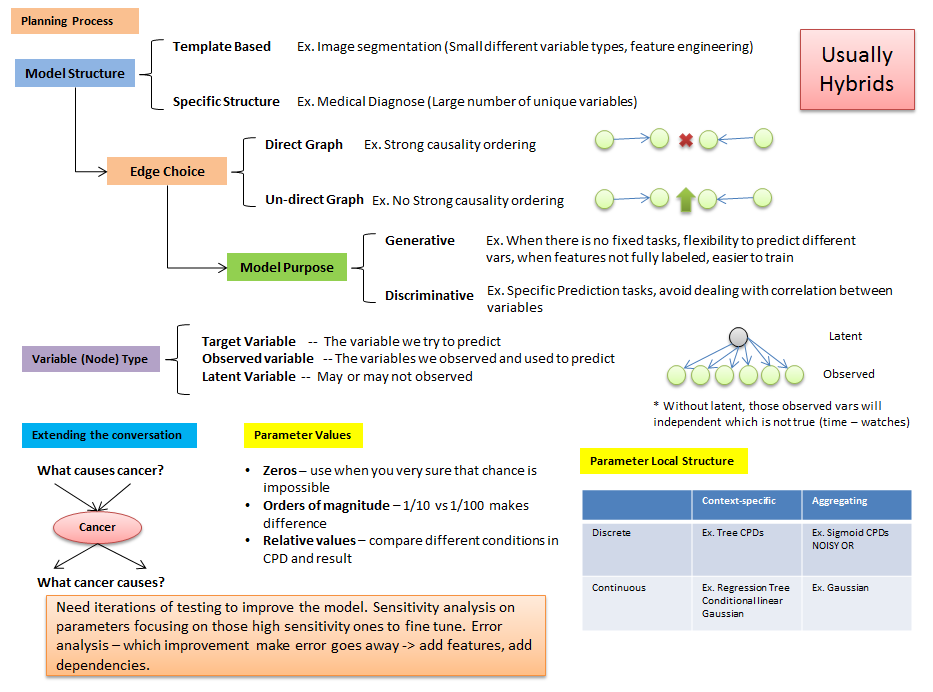 Planning Process
Usually
Hybrids
Template Based Ex. Image segmentation (Small different variable types, feature engineering)
Model Structure
Specific Structure Ex. Medical Diagnose (Large number of unique variables)
Direct Graph Ex. Strong causality ordering
Edge Choice
Un-direct Graph Ex. No Strong causality ordering
Generative Ex. When there is no fixed tasks, flexibility to predict different
vars, when features not fully labeled, easier to train
Model Purpose
Discriminative Ex. Specific Prediction tasks, avoid dealing with correlation between
variables
Variable (Node) Type
Target Variable -- The variable we try to predict
Observed variable -- The variables we observed and used to predict
Latent Variable -- May or may not observed
Latent
Observed
* Without latent, those observed vars will
independent which is not true (time – watches)
Extending the conversation
What causes cancer?
Cancer
What cancer causes?
Parameter Values
• Zeros – use when you very sure that chance is
impossible
• Orders of magnitude – 1/10 vs 1/100 makes
difference
• Relative values – compare different conditions in
CPD and result
Parameter Local Structure
Context-specific Aggregating
Discrete Ex. Tree CPDs Ex. Sigmoid CPDs
NOISY OR
Continuous Ex. Regression Tree Ex. Gaussian
Conditional linear
Gaussian
Need iterations of testing to improve the model. Sensitivity analysis on
parameters focusing on those high sensitivity ones to fine tune. Error
analysis – which improvement make error goes away -> add features, add
dependencies.